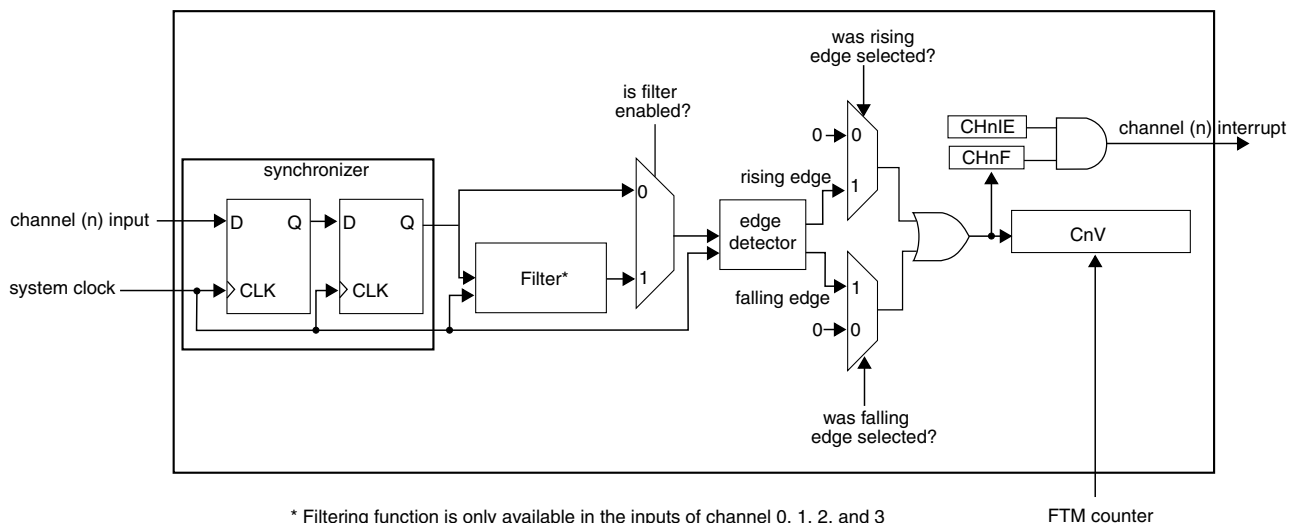 was rising
edge selected?
is filter
enabled?
0
0
CHnIE
channel (n) interrupt
CHnF
synchronizer
rising edge
1
0
channel (n) input
D
Q
D
Q
edge
detector
CnV
Filter*
1
system clock
CLK
CLK
falling edge
1
0
0
was falling
edge selected?
* Filtering function is only available in the inputs of channel 0, 1, 2, and 3
FTM counter